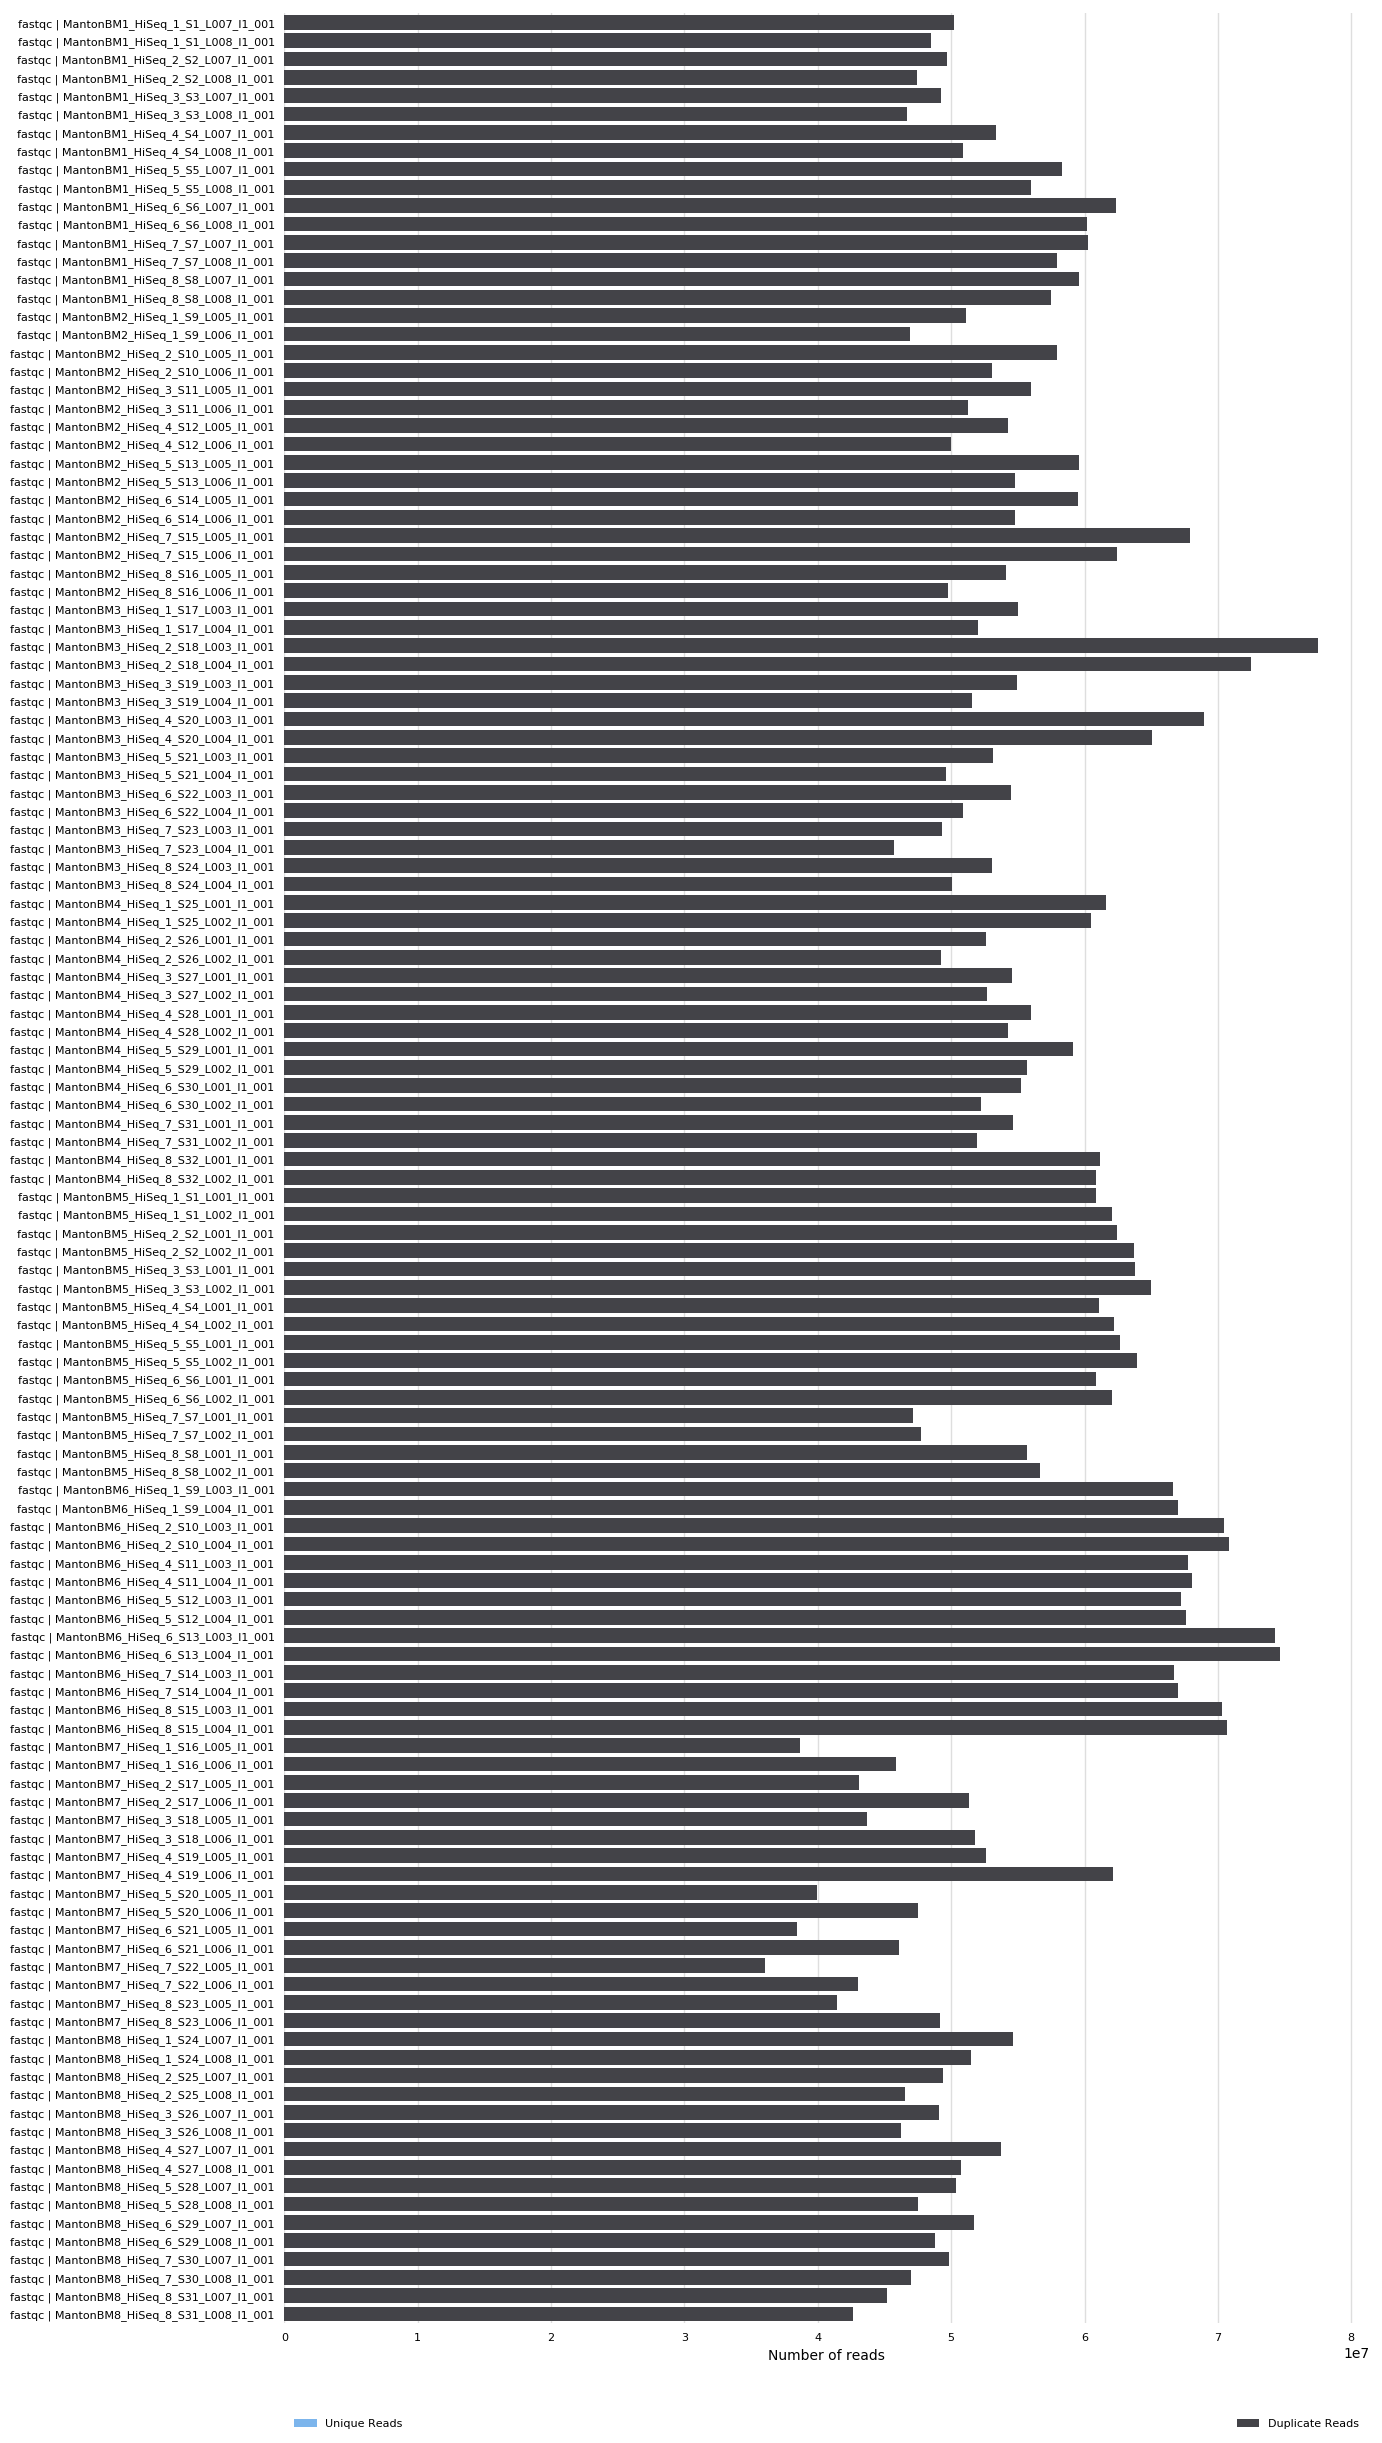 fastqc | MantonBM1_HiSeq_1_S1_L007_I1_001
fastqc | MantonBM1_HiSeq_1_S1_L008_I1_001
fastqc | MantonBM1_HiSeq_2_S2_L007_I1_001
fastqc | MantonBM1_HiSeq_2_S2_L008_I1_001
fastqc | MantonBM1_HiSeq_3_S3_L007_I1_001
fastqc | MantonBM1_HiSeq_3_S3_L008_I1_001
fastqc | MantonBM1_HiSeq_4_S4_L007_I1_001
fastqc | MantonBM1_HiSeq_4_S4_L008_I1_001
fastqc | MantonBM1_HiSeq_5_S5_L007_I1_001
fastqc | MantonBM1_HiSeq_5_S5_L008_I1_001
fastqc | MantonBM1_HiSeq_6_S6_L007_I1_001
fastqc | MantonBM1_HiSeq_6_S6_L008_I1_001
fastqc | MantonBM1_HiSeq_7_S7_L007_I1_001
fastqc | MantonBM1_HiSeq_7_S7_L008_I1_001
fastqc | MantonBM1_HiSeq_8_S8_L007_I1_001
fastqc | MantonBM1_HiSeq_8_S8_L008_I1_001
fastqc | MantonBM2_HiSeq_1_S9_L005_I1_001
fastqc | MantonBM2_HiSeq_1_S9_L006_I1_001
fastqc | MantonBM2_HiSeq_2_S10_L005_I1_001
fastqc | MantonBM2_HiSeq_2_S10_L006_I1_001
fastqc | MantonBM2_HiSeq_3_S11_L005_I1_001
fastqc | MantonBM2_HiSeq_3_S11_L006_I1_001
fastqc | MantonBM2_HiSeq_4_S12_L005_I1_001
fastqc | MantonBM2_HiSeq_4_S12_L006_I1_001
fastqc | MantonBM2_HiSeq_5_S13_L005_I1_001
fastqc | MantonBM2_HiSeq_5_S13_L006_I1_001
fastqc | MantonBM2_HiSeq_6_S14_L005_I1_001
fastqc | MantonBM2_HiSeq_6_S14_L006_I1_001
fastqc | MantonBM2_HiSeq_7_S15_L005_I1_001
fastqc | MantonBM2_HiSeq_7_S15_L006_I1_001
fastqc | MantonBM2_HiSeq_8_S16_L005_I1_001
fastqc | MantonBM2_HiSeq_8_S16_L006_I1_001
fastqc | MantonBM3_HiSeq_1_S17_L003_I1_001
fastqc | MantonBM3_HiSeq_1_S17_L004_I1_001
fastqc | MantonBM3_HiSeq_2_S18_L003_I1_001
fastqc | MantonBM3_HiSeq_2_S18_L004_I1_001
fastqc | MantonBM3_HiSeq_3_S19_L003_I1_001
fastqc | MantonBM3_HiSeq_3_S19_L004_I1_001
fastqc | MantonBM3_HiSeq_4_S20_L003_I1_001
fastqc | MantonBM3_HiSeq_4_S20_L004_I1_001
fastqc | MantonBM3_HiSeq_5_S21_L003_I1_001
fastqc | MantonBM3_HiSeq_5_S21_L004_I1_001
fastqc | MantonBM3_HiSeq_6_S22_L003_I1_001
fastqc | MantonBM3_HiSeq_6_S22_L004_I1_001
fastqc | MantonBM3_HiSeq_7_S23_L003_I1_001
fastqc | MantonBM3_HiSeq_7_S23_L004_I1_001
fastqc | MantonBM3_HiSeq_8_S24_L003_I1_001
fastqc | MantonBM3_HiSeq_8_S24_L004_I1_001
fastqc | MantonBM4_HiSeq_1_S25_L001_I1_001
fastqc | MantonBM4_HiSeq_1_S25_L002_I1_001
fastqc | MantonBM4_HiSeq_2_S26_L001_I1_001
fastqc | MantonBM4_HiSeq_2_S26_L002_I1_001
fastqc | MantonBM4_HiSeq_3_S27_L001_I1_001
fastqc | MantonBM4_HiSeq_3_S27_L002_I1_001
fastqc | MantonBM4_HiSeq_4_S28_L001_I1_001
fastqc | MantonBM4_HiSeq_4_S28_L002_I1_001
fastqc | MantonBM4_HiSeq_5_S29_L001_I1_001
fastqc | MantonBM4_HiSeq_5_S29_L002_I1_001
fastqc | MantonBM4_HiSeq_6_S30_L001_I1_001
fastqc | MantonBM4_HiSeq_6_S30_L002_I1_001
fastqc | MantonBM4_HiSeq_7_S31_L001_I1_001
fastqc | MantonBM4_HiSeq_7_S31_L002_I1_001
fastqc | MantonBM4_HiSeq_8_S32_L001_I1_001
fastqc | MantonBM4_HiSeq_8_S32_L002_I1_001
fastqc | MantonBM5_HiSeq_1_S1_L001_I1_001
fastqc | MantonBM5_HiSeq_1_S1_L002_I1_001
fastqc | MantonBM5_HiSeq_2_S2_L001_I1_001
fastqc | MantonBM5_HiSeq_2_S2_L002_I1_001
fastqc | MantonBM5_HiSeq_3_S3_L001_I1_001
fastqc | MantonBM5_HiSeq_3_S3_L002_I1_001
fastqc | MantonBM5_HiSeq_4_S4_L001_I1_001
fastqc | MantonBM5_HiSeq_4_S4_L002_I1_001
fastqc | MantonBM5_HiSeq_5_S5_L001_I1_001
fastqc | MantonBM5_HiSeq_5_S5_L002_I1_001
fastqc | MantonBM5_HiSeq_6_S6_L001_I1_001
fastqc | MantonBM5_HiSeq_6_S6_L002_I1_001
fastqc | MantonBM5_HiSeq_7_S7_L001_I1_001
fastqc | MantonBM5_HiSeq_7_S7_L002_I1_001
fastqc | MantonBM5_HiSeq_8_S8_L001_I1_001
fastqc | MantonBM5_HiSeq_8_S8_L002_I1_001
fastqc | MantonBM6_HiSeq_1_S9_L003_I1_001
fastqc | MantonBM6_HiSeq_1_S9_L004_I1_001
fastqc | MantonBM6_HiSeq_2_S10_L003_I1_001
fastqc | MantonBM6_HiSeq_2_S10_L004_I1_001
fastqc | MantonBM6_HiSeq_4_S11_L003_I1_001
fastqc | MantonBM6_HiSeq_4_S11_L004_I1_001
fastqc | MantonBM6_HiSeq_5_S12_L003_I1_001
fastqc | MantonBM6_HiSeq_5_S12_L004_I1_001
fastqc | MantonBM6_HiSeq_6_S13_L003_I1_001
fastqc | MantonBM6_HiSeq_6_S13_L004_I1_001
fastqc | MantonBM6_HiSeq_7_S14_L003_I1_001
fastqc | MantonBM6_HiSeq_7_S14_L004_I1_001
fastqc | MantonBM6_HiSeq_8_S15_L003_I1_001
fastqc | MantonBM6_HiSeq_8_S15_L004_I1_001
fastqc | MantonBM7_HiSeq_1_S16_L005_I1_001
fastqc | MantonBM7_HiSeq_1_S16_L006_I1_001
fastqc | MantonBM7_HiSeq_2_S17_L005_I1_001
fastqc | MantonBM7_HiSeq_2_S17_L006_I1_001
fastqc | MantonBM7_HiSeq_3_S18_L005_I1_001
fastqc | MantonBM7_HiSeq_3_S18_L006_I1_001
fastqc | MantonBM7_HiSeq_4_S19_L005_I1_001
fastqc | MantonBM7_HiSeq_4_S19_L006_I1_001
fastqc | MantonBM7_HiSeq_5_S20_L005_I1_001
fastqc | MantonBM7_HiSeq_5_S20_L006_I1_001
fastqc | MantonBM7_HiSeq_6_S21_L005_I1_001
fastqc | MantonBM7_HiSeq_6_S21_L006_I1_001
fastqc | MantonBM7_HiSeq_7_S22_L005_I1_001
fastqc | MantonBM7_HiSeq_7_S22_L006_I1_001
fastqc | MantonBM7_HiSeq_8_S23_L005_I1_001
fastqc | MantonBM7_HiSeq_8_S23_L006_I1_001
fastqc | MantonBM8_HiSeq_1_S24_L007_I1_001
fastqc | MantonBM8_HiSeq_1_S24_L008_I1_001
fastqc | MantonBM8_HiSeq_2_S25_L007_I1_001
fastqc | MantonBM8_HiSeq_2_S25_L008_I1_001
fastqc | MantonBM8_HiSeq_3_S26_L007_I1_001
fastqc | MantonBM8_HiSeq_3_S26_L008_I1_001
fastqc | MantonBM8_HiSeq_4_S27_L007_I1_001
fastqc | MantonBM8_HiSeq_4_S27_L008_I1_001
fastqc | MantonBM8_HiSeq_5_S28_L007_I1_001
fastqc | MantonBM8_HiSeq_5_S28_L008_I1_001
fastqc | MantonBM8_HiSeq_6_S29_L007_I1_001
fastqc | MantonBM8_HiSeq_6_S29_L008_I1_001
fastqc | MantonBM8_HiSeq_7_S30_L007_I1_001
fastqc | MantonBM8_HiSeq_7_S30_L008_I1_001
fastqc | MantonBM8_HiSeq_8_S31_L007_I1_001
fastqc | MantonBM8_HiSeq_8_S31_L008_I1_001
0 1 2 3 4 5 6 7 8
1e7
Number of reads
Unique Reads
Duplicate Reads